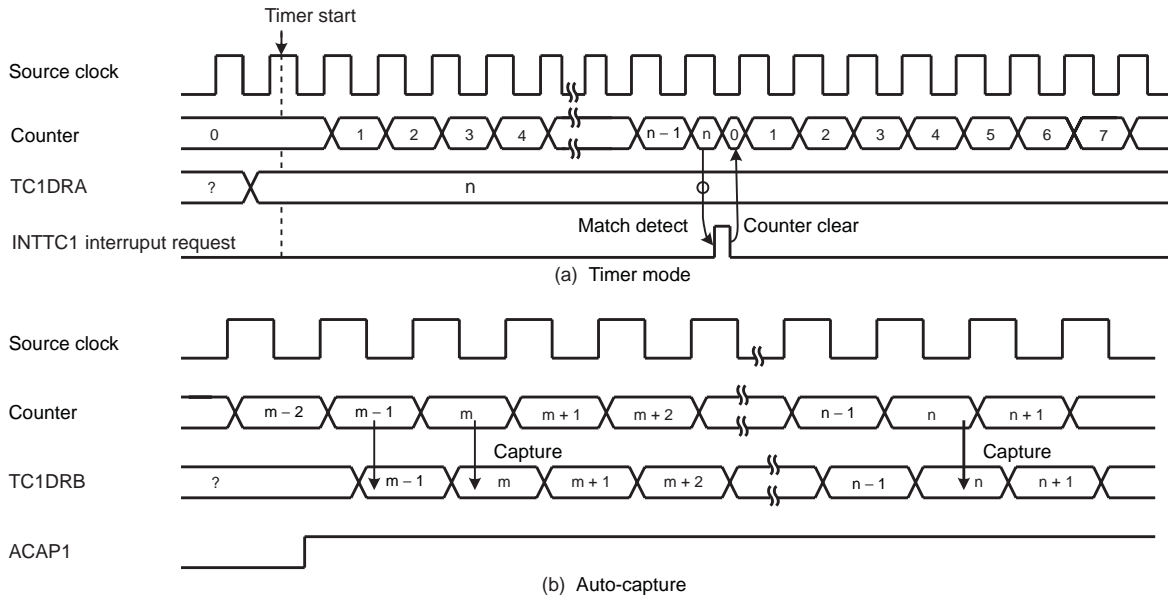 Timer start
Source clock
Counter 0 1 2 3 4 n – 1 n 0 1 2 3 4 5 6 7
TC1DRA ? n
Match detect Counter clear
INTTC1 interruput request
(a) Timer mode
Source clock
Counter m – 2 m – 1 m m + 1 m + 2 n – 1 n n + 1
Capture Capture
TC1DRB ? m – 1 m m + 1 m + 2 n – 1 n n + 1
ACAP1
(b) Auto-capture